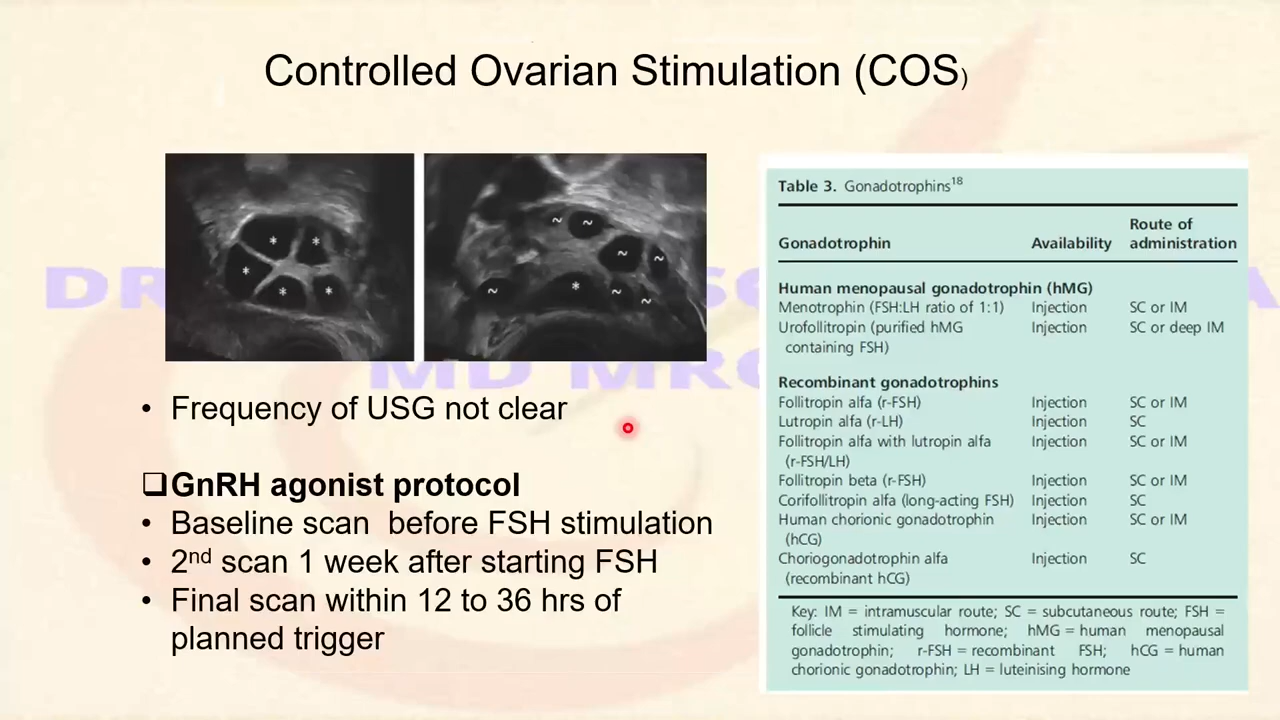 Controlled Ovarian Stimulation (COS)
* * * * *
~ ~ ~ ~ ~ * ~ ~
• Frequency of USG not clear
❑GnRH agonist protocol
• Baseline scan before FSH stimulation
• 2nd scan 1 week after starting FSH
• Final scan within 12 to 36 hrs of
planned trigger
Table 3. Gonadotrophins18
Route of
Gonadotrophin Availability administration
Human menopausal gonadotrophin (hMG)
Menotrophin (FSH:LH ratio of 1:1) Injection SC or IM
Urofollitropin (purified hMG Injection SC or deep IM
containing FSH)
Recombinant gonadotrophins
Follitropin alfa (r-FSH) Injection SC or IM
Lutropin alfa (r-LH) Injection SC
Follitropin alfa with lutropin alfa Injection SC or IM
(r-FSH/LH)
Follitropin beta (r-FSH) Injection SC or IM
Corifollitropin alfa (long-acting FSH) Injection SC
Human chorionic gonadotrophin Injection SC or IM
(hCG)
Choriogonadotrophin alfa Injection SC
(recombinant hCG)
Key: IM = intramuscular route; SC = subcutaneous route; FSH =
follicle stimulating hormone; hMG = human menopausal
gonadotrophin; r-FSH = recombinant FSH; hCG = human
chorionic gonadotrophin; LH = luteinising hormone
DR
MD